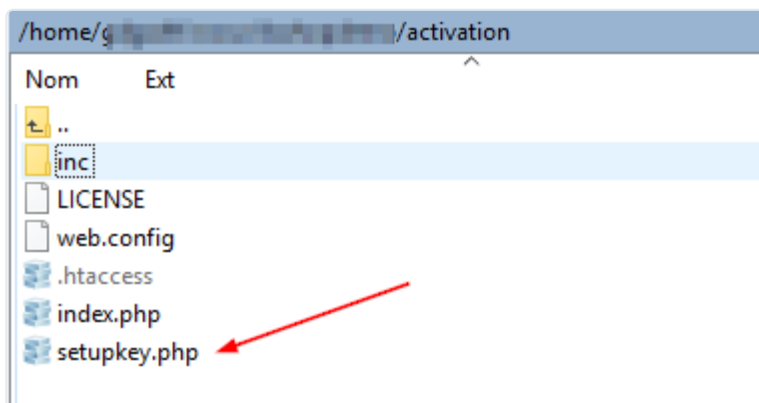 /home/g /activation
Nom Ext
..
inc
LICENSE
web.config
.htaccess
index.php
setupkey.php